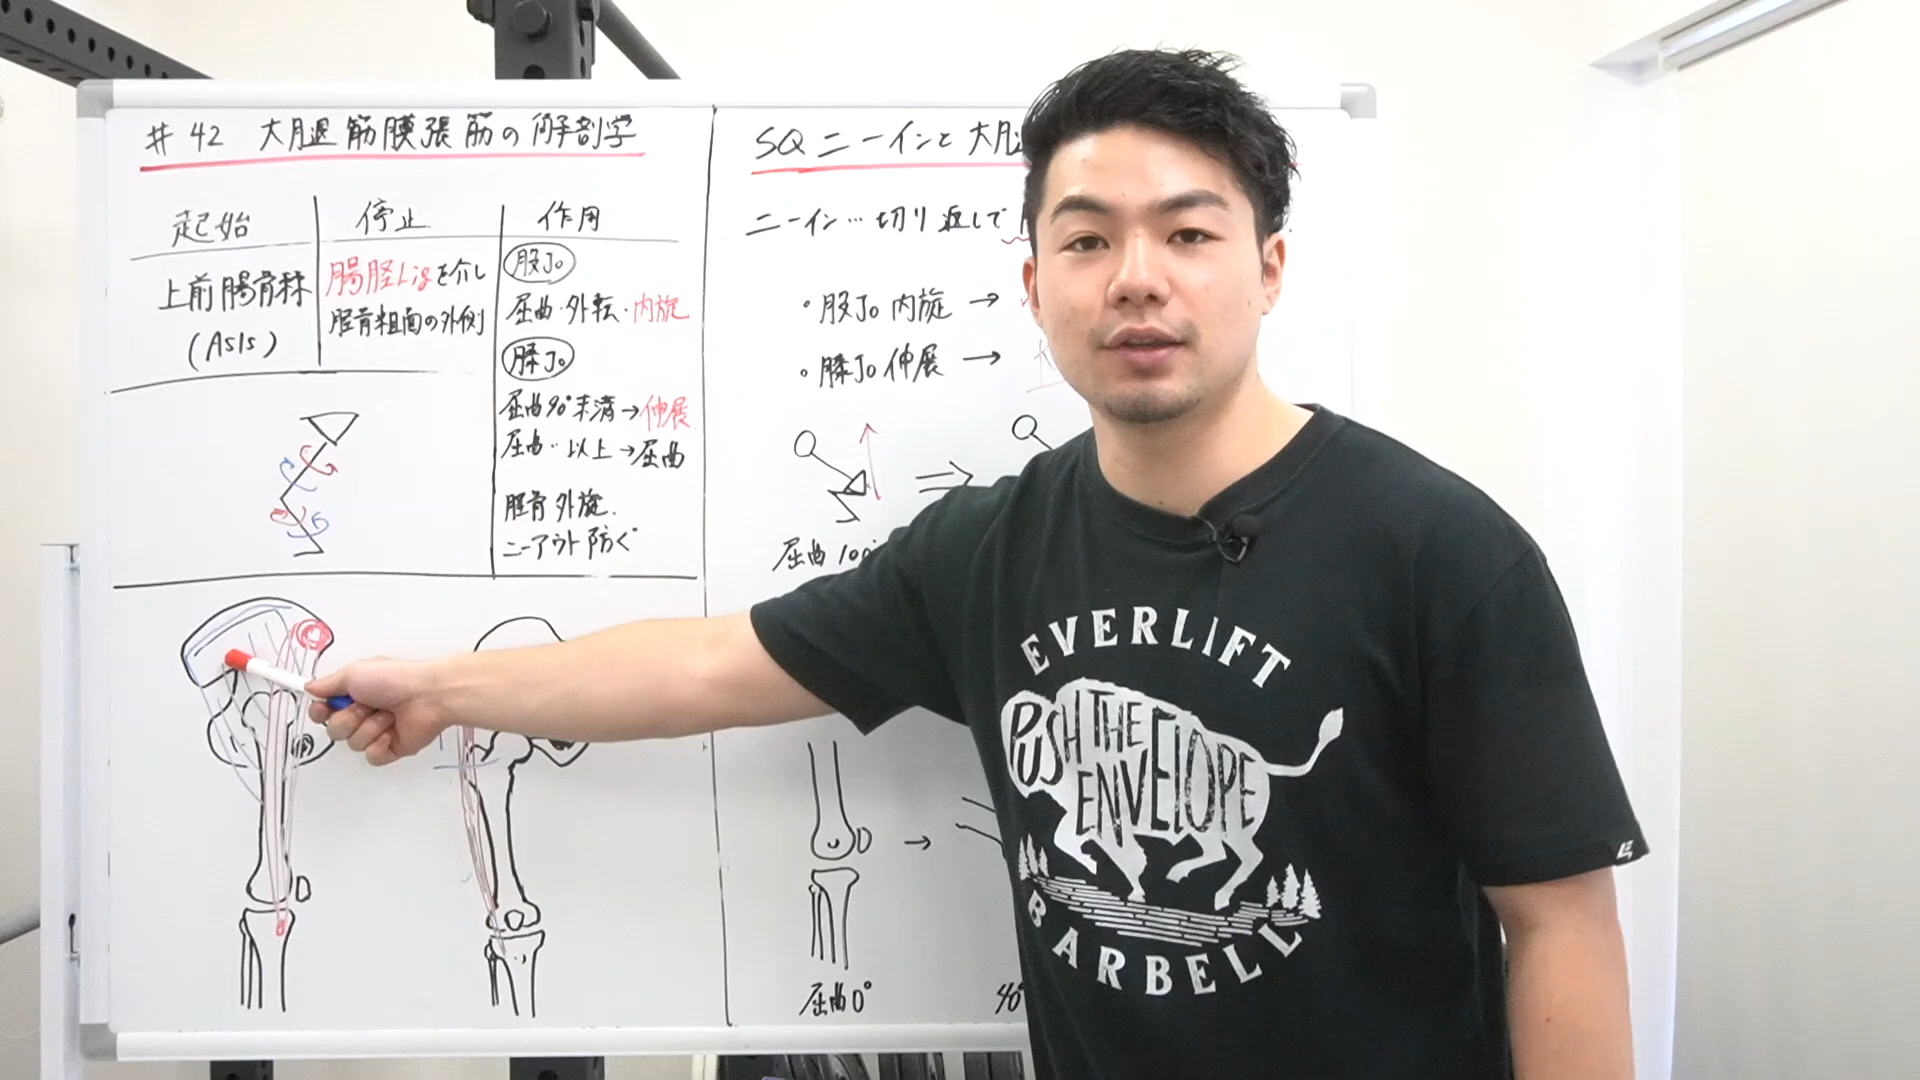 # 42 大腿筋膜張筋の解剖学
起始
停止
作用
上前腸骨棘
(ASIS)
腸脛Ligを介し
脛骨粗面の外側
股Jo
屈曲・外転・内旋
膝Jo
屈曲90°未満→伸展
屈曲‥以上→屈曲
脛骨外旋.
ニーアウト防ぐ
SQ ニーインと大腿
ニーイン…切り返しで
・股Jo 内旋 →
・膝Jo 伸展 →
屈曲100°
屈曲0°
→
40°
EVERLIFT
PUSH THE
ENVELOPE
BARBELL